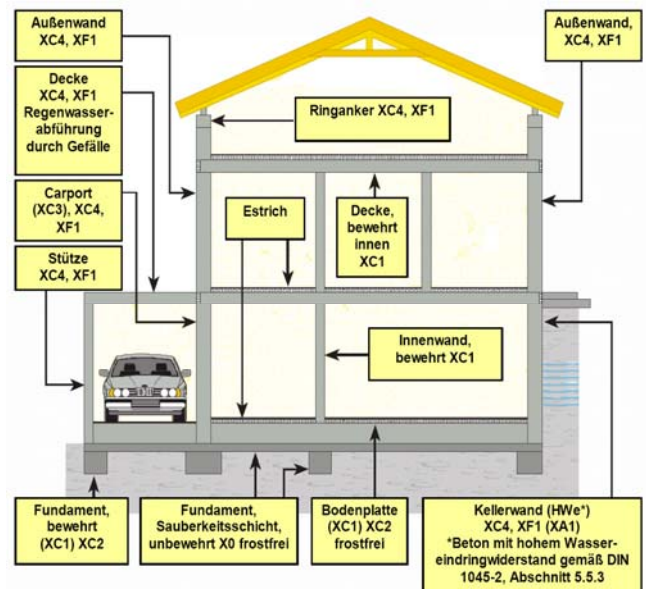 Außenwand
XC4, XF1
Außenwand,
XC4, XF1
Decke
XC4, XF1
Regenwasser-
abführung
durch Gefälle
Ringanker XC4, XF1
Carport
(XC3), XC4,
XF1
Estrich
Decke,
bewehrt
innen
XC1
Stütze
XC4, XF1
Innenwand,
bewehrt XC1
Fundament,
bewehrt
(XC1) XC2
Fundament,
Sauberkeitsschicht,
unbewehrt X0 frostfrei
Bodenplatte
(XC1) XC2
frostfrei
Kellerwand (HWe*)
XC4, XF1 (XA1)
*Beton mit hohem Wasser-
eindringwiderstand gemäß DIN
1045-2, Abschnitt 5.5.3